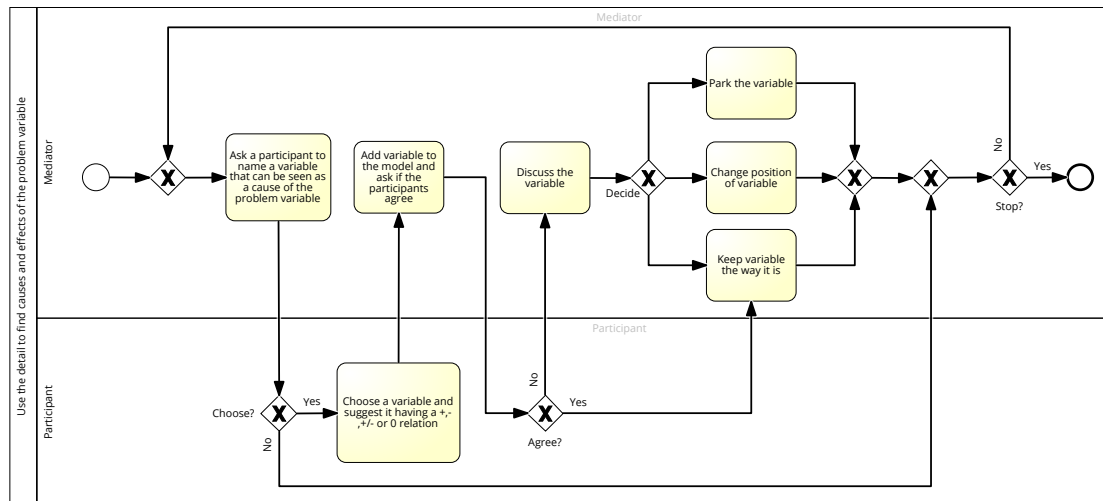 Use the detail to find causes and effects of the problem variable
Mediator
Mediator
Ask a participant to
name a variable
that can be seen as
a cause of the
problem variable
Add variable to
the model and
ask if the
participants
agree
Discuss the
variable
Decide
Park the variable
Change position
of variable
Keep variable
the way it is
No
Yes
Stop?
Participant
Participant
Choose?
Yes
No
Choose a variable and
suggest it having a +,-
,+/- or 0 relation
No
Yes
Agree?